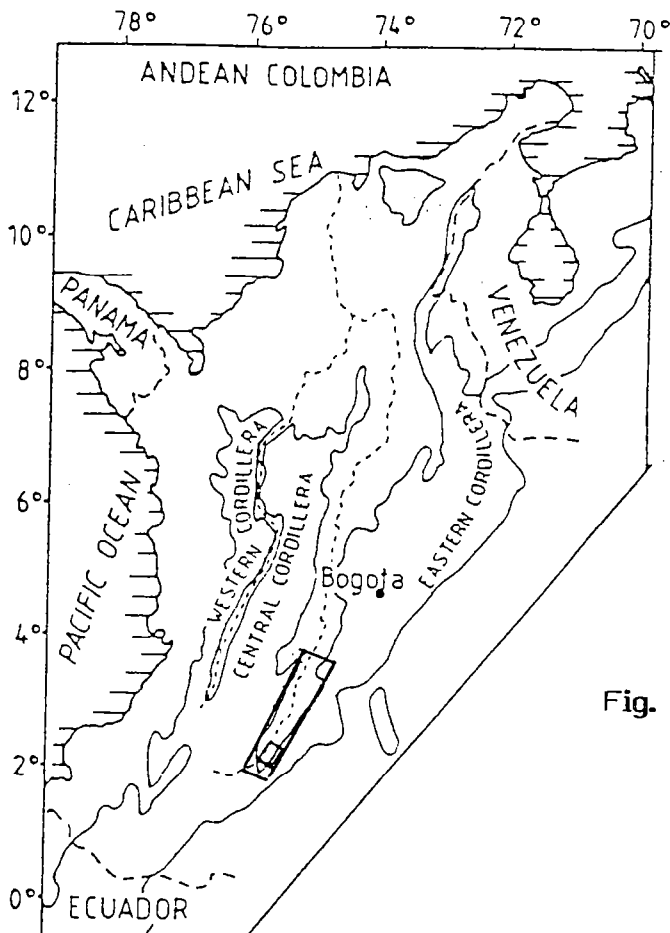 78° 76° 74° 72° 70°
ANDEAN COLOMBIA
12°
CARIBBEAN SEA
10°
PANAMA
VENEZUELA
8°
WESTERN CORDILLERA
CENTRAL CORDILLERA
EASTERN CORDILLERA
6°
PACIFIC OCEAN
Bogota
4°
Fig.
2°
0°
ECUADOR